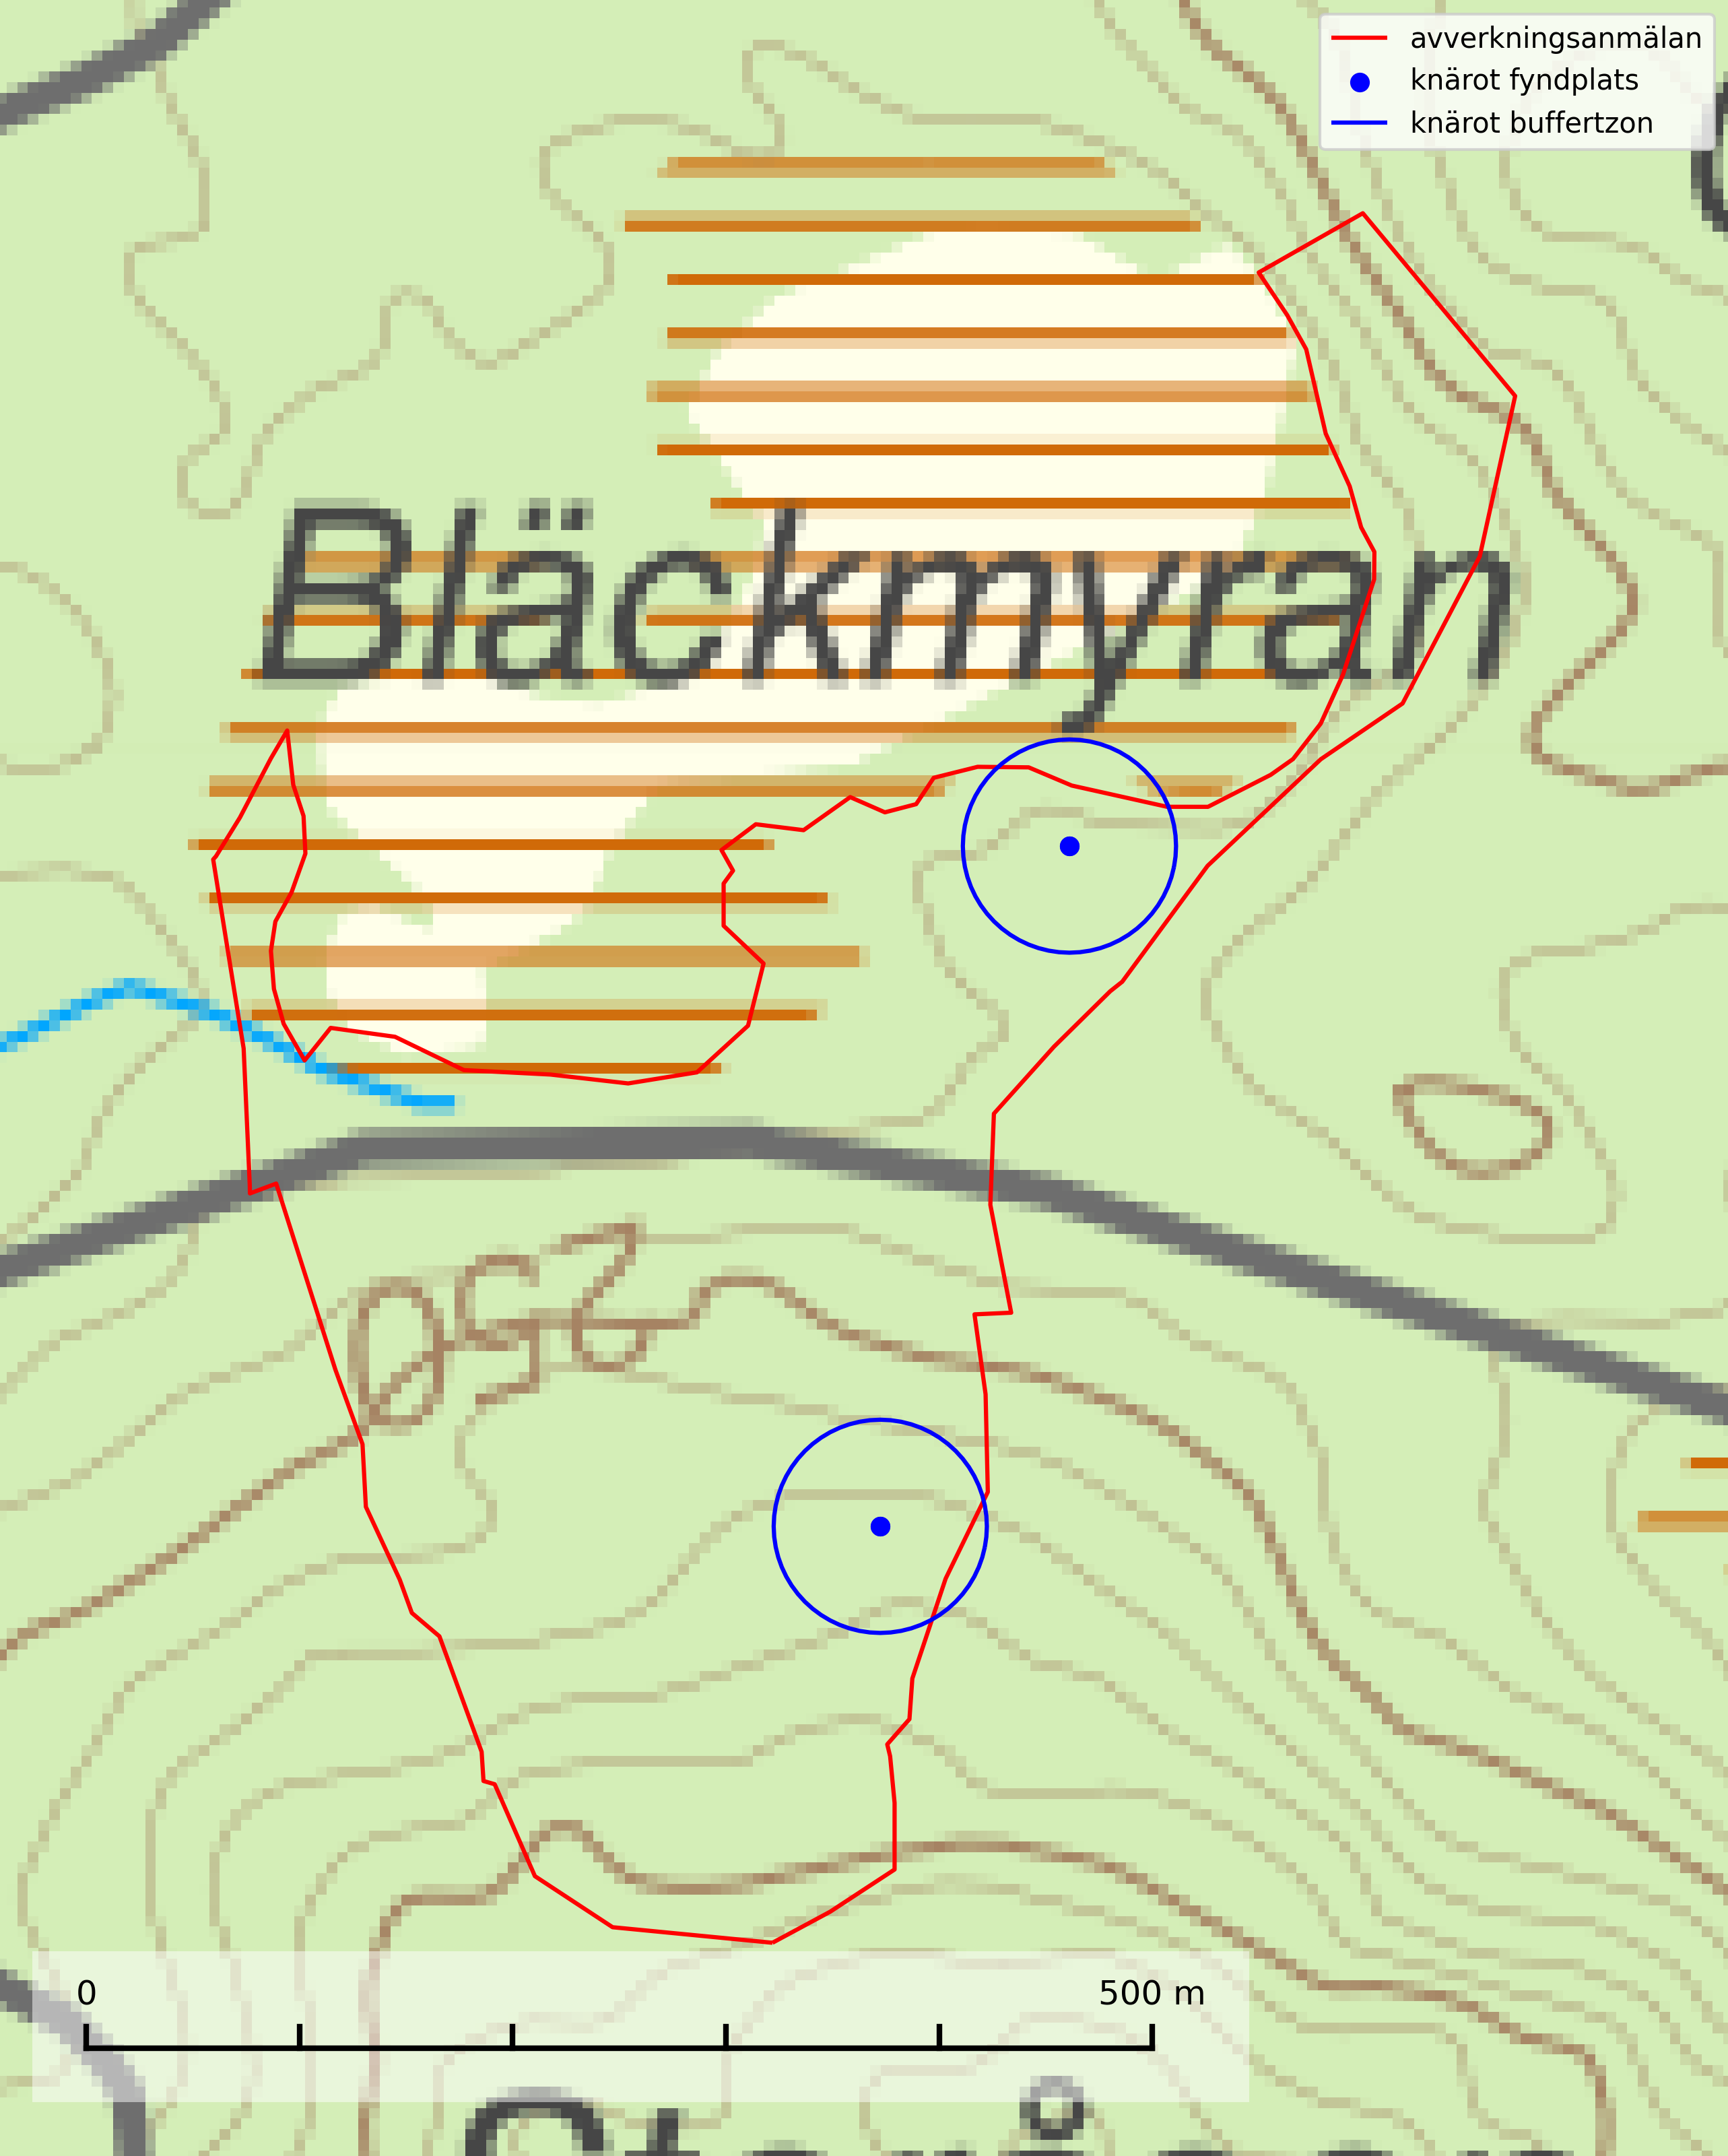 avverkningsanmälan
knärot fyndplats
knärot buffertzon
Bläckmyran
0
500 m